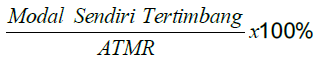 Modal Sendiri Tertimbang
x100%
ATMR